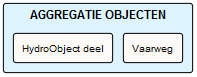 AGGREGATIE OBJECTEN
HydroObject deel
Vaarweg